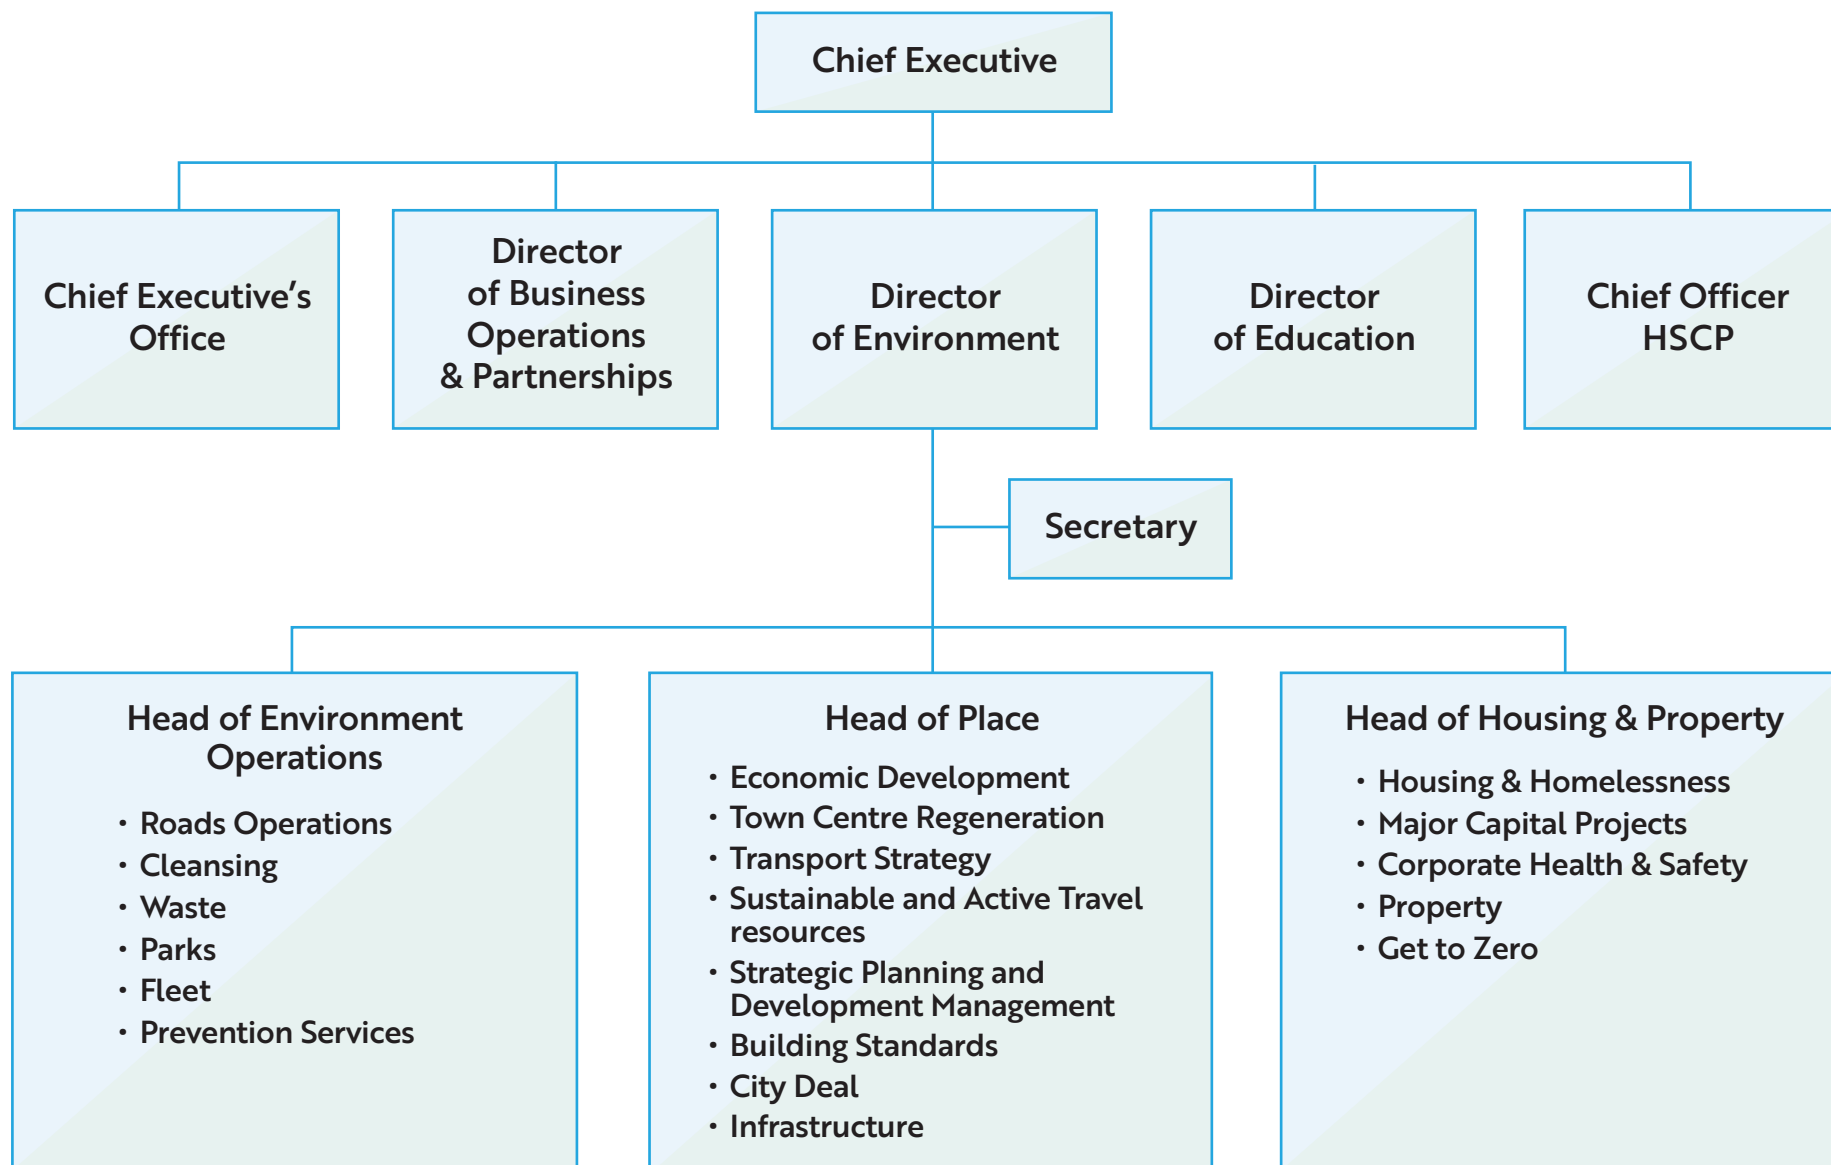 Chief Executive
Chief Executive’s
Office
Director
of Business
Operations
& Partnerships
Director
of Environment
Director
of Education
Chief Officer
HSCP
Secretary
Head of Environment
Operations
• Roads Operations
• Cleansing
• Waste
• Parks
• Fleet
• Prevention Services
Head of Place
• Economic Development
• Town Centre Regeneration
• Transport Strategy
• Sustainable and Active Travel
resources
• Strategic Planning and
Development Management
• Building Standards
• City Deal
• Infrastructure
Head of Housing & Property
• Housing & Homelessness
• Major Capital Projects
• Corporate Health & Safety
• Property
• Get to Zero